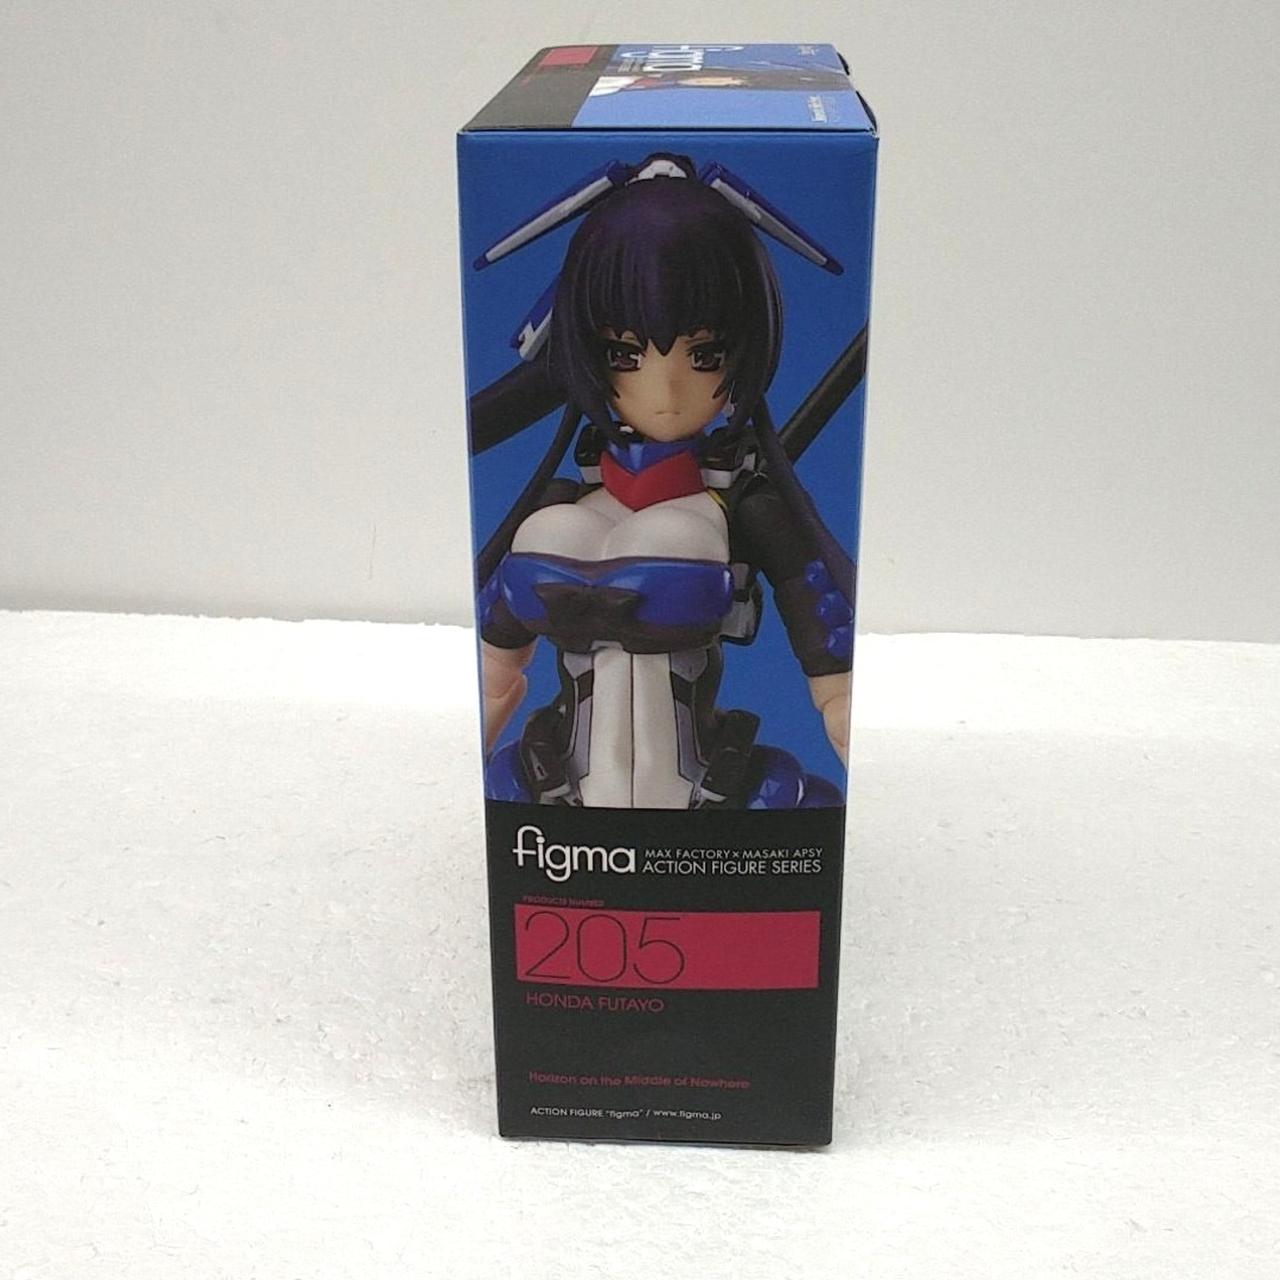 figma
figma
MAX FACTORY × MASAKI APSY
ACTION FIGURE SERIES
PRODUCTS NUMBER
205
HONDA FUTAYO
Horizon on the Middle of Nowhere
ACTION FIGURE "figma" / www.figma.jp